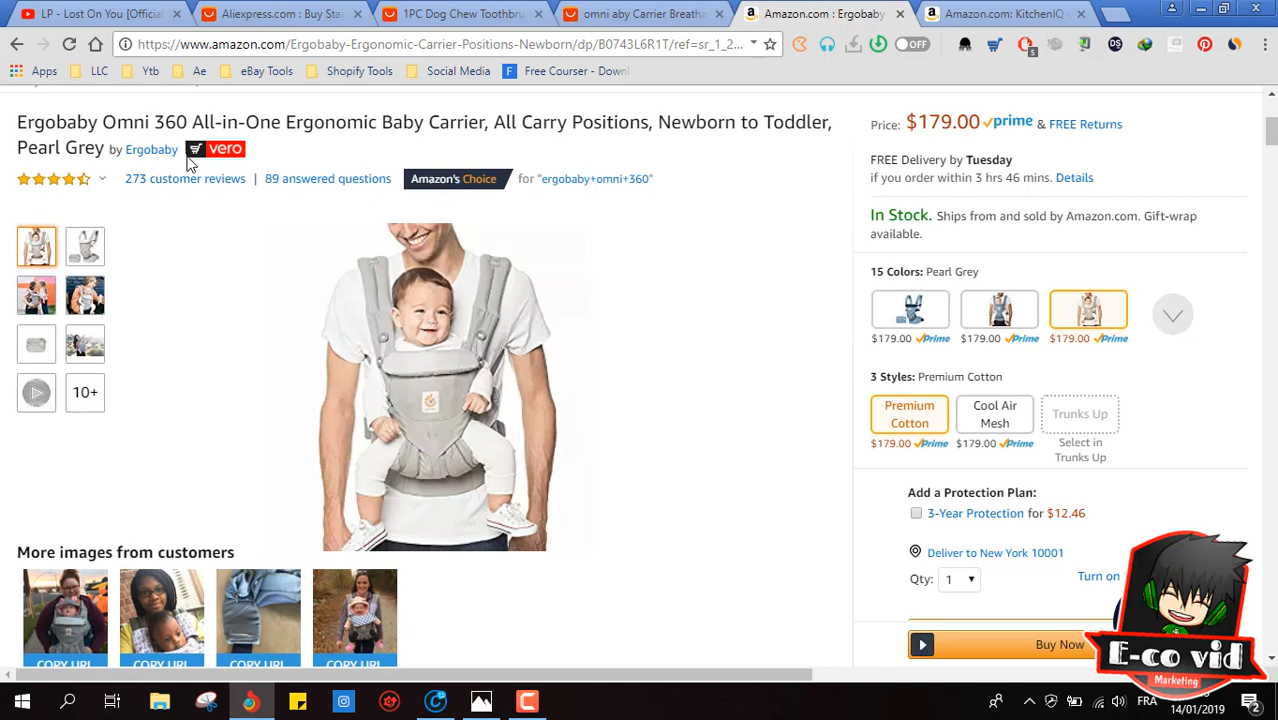 LP - Lost On You [Official
Aliexpress.com : Buy Sta
1PC Dog Chew Toothbru
omni aby Carrier Breatha
Amazon.com : Ergobaby
Amazon.com: KitchenIQ
https://www.amazon.com/Ergobaby-Ergonomic-Carrier-Positions-Newborn/dp/B0743L6R1T/ref=sr_1_2...
OFF
5
Apps
LLC
Ytb
Ae
eBay Tools
Shopify Tools
Social Media
Free Courser - Downl
Ergobaby Omni 360 All-in-One Ergonomic Baby Carrier, All Carry Positions, Newborn to Toddler,
Pearl Grey by Ergobaby vero
273 customer reviews | 89 answered questions Amazon's Choice for "ergobaby+omni+360"
10+
More images from customers
COPY URL COPY URL COPY URL COPY URL
Price: $179.00 prime & FREE Returns
FREE Delivery by Tuesday
if you order within 3 hrs 46 mins. Details
In Stock. Ships from and sold by Amazon.com. Gift-wrap
available.
15 Colors: Pearl Grey
$179.00 Prime $179.00 Prime $179.00 Prime
3 Styles: Premium Cotton
Premium Cotton
Cool Air Mesh
Trunks Up
$179.00 Prime $179.00 Prime
Select in
Trunks Up
Add a Protection Plan:
3-Year Protection for $12.46
Deliver to New York 10001
Qty: 1
Turn on
Buy Now
E-co vid
Marketing
FRA
14/01/2019
2